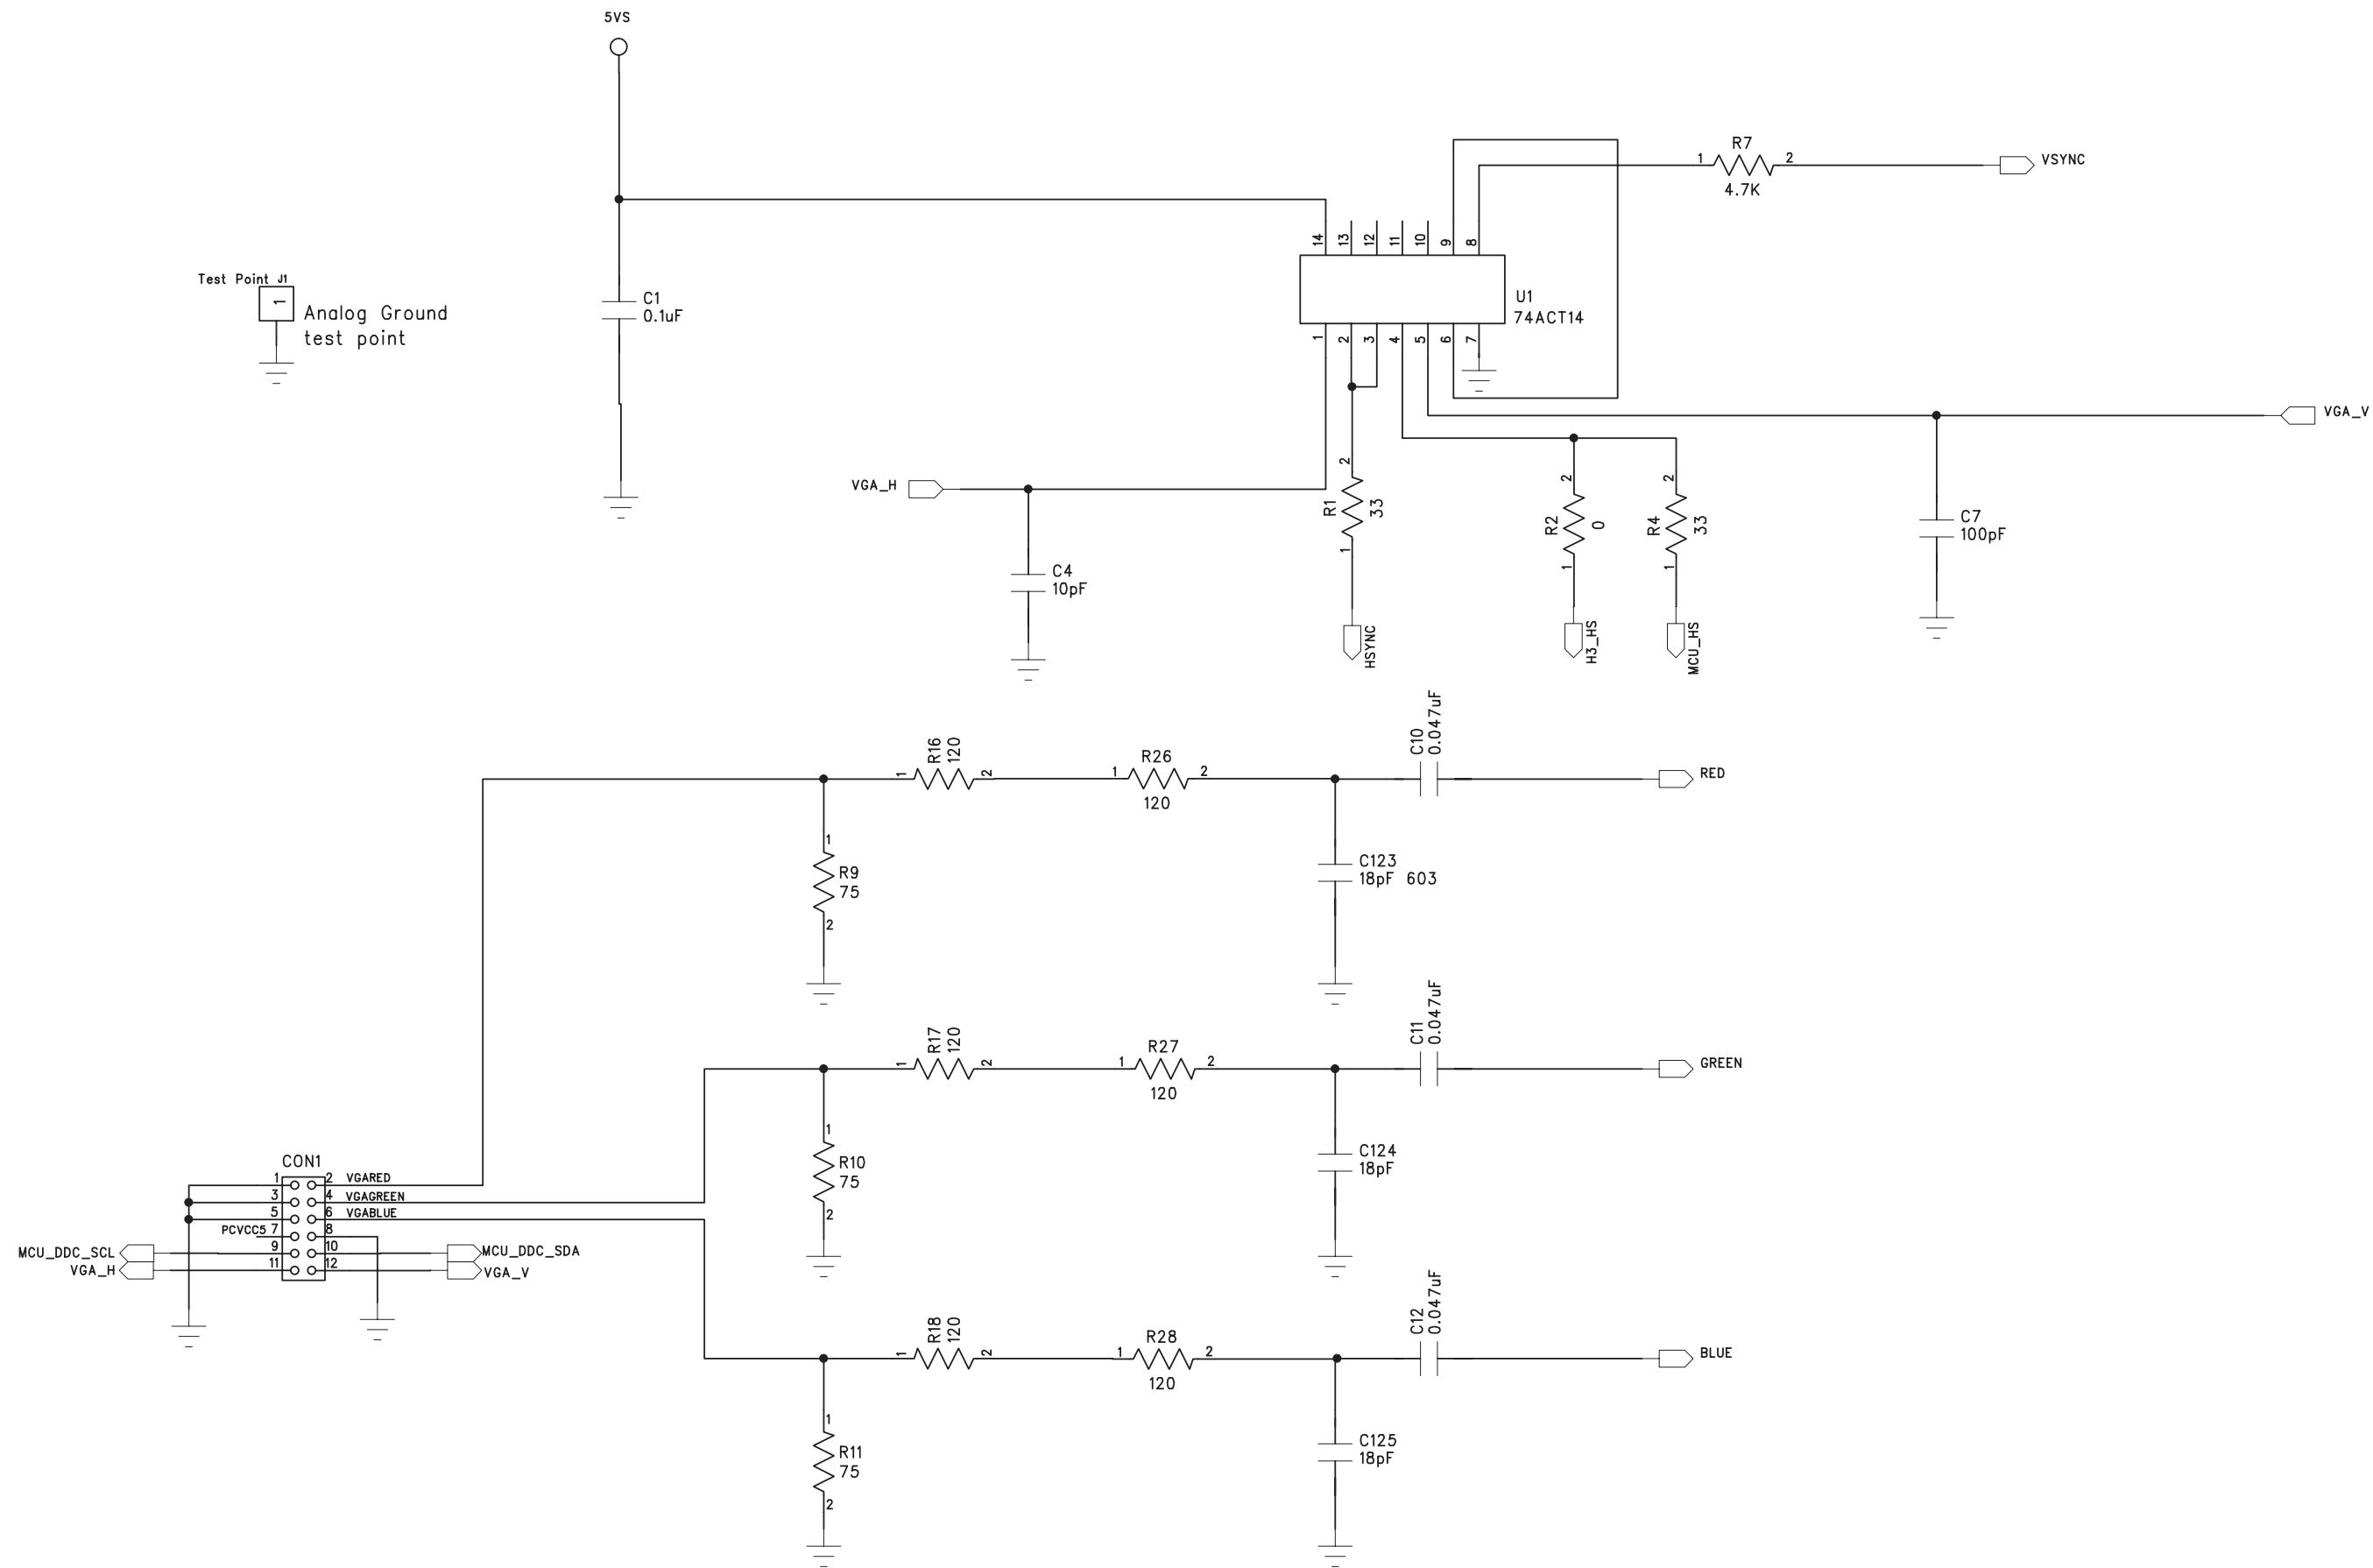 5VS
R7
1
2
VSYNC
4.7K
14
13
12
11
10
9
8
Test Point J1
1
Analog Ground
test point
C1
0.1uF
U1
74ACT14
1
2
3
4
5
6
7
VGA_V
VGA_H
2
R1
33
1
HSYNC
2
R2
0
1
H3_HS
2
R4
33
1
MCU_HS
C7
100pF
C4
10pF
R16
120
1
2
R26
1
2
120
C10
0.047uF
RED
1
R9
75
2
C123
18pF 603
R17
120
1
2
R27
1
2
120
C11
0.047uF
GREEN
1
R10
75
2
C124
18pF
CON1
1
2
VGARED
3
4
VGAGREEN
5
6
VGABLUE
PCVCC5
7
8
MCU_DDC_SCL
9
10
MCU_DDC_SDA
VGA_H
11
12
VGA_V
R18
120
1
2
R28
1
2
120
C12
0.047uF
BLUE
1
R11
75
2
C125
18pF